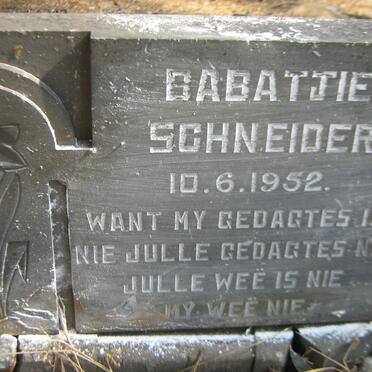 BABATJIE
SCHNEIDER
10.6.1952.
WANT MY GEDAGTES
NIE JULLE GEDAGTES
JULLE WEË IS NIE
MY WEË NIE